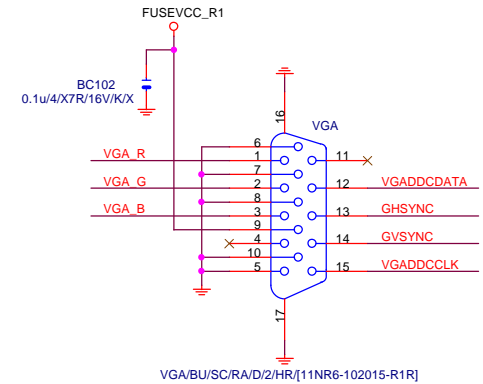 FUSEVCC_R1
BC102
0.1u/4/X7R/16V/K/X
16
VGA
6
VGA_R
1
11
7
VGA_G
2
12
VGADDCDATA
8
VGA_B
3
13
GHSYNC
9
4
14
GVSYNC
10
5
15
VGADDCCLK
17
VGA/BU/SC/RA/D/2/HR/[11NR6-102015-R1R]